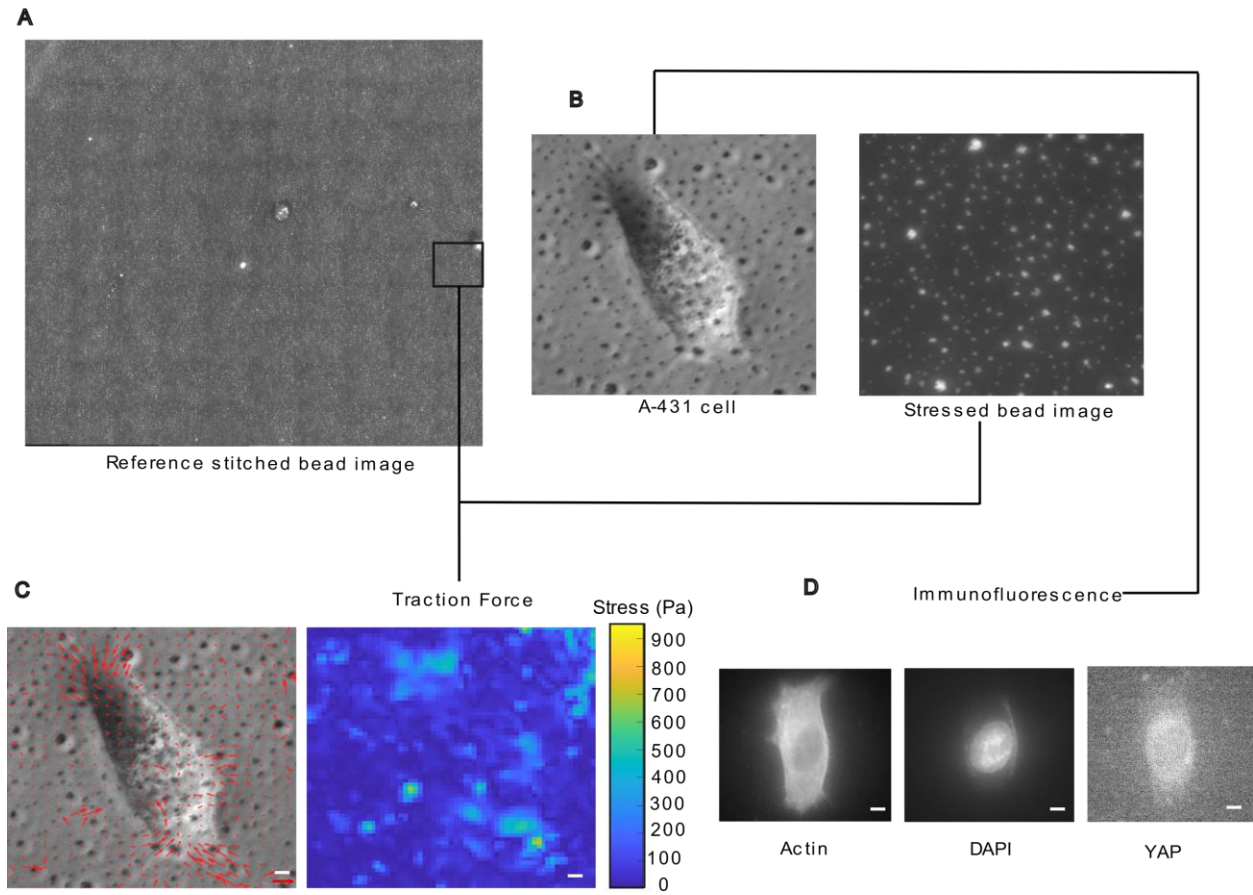 A
B
A-431 cell
Stressed bead image
Reference stitched bead image
C
Traction Force
Stress (Pa)
900
800
700
600
500
400
300
200
100
0
D
Immunofluorescence
Actin
DAPI
YAP